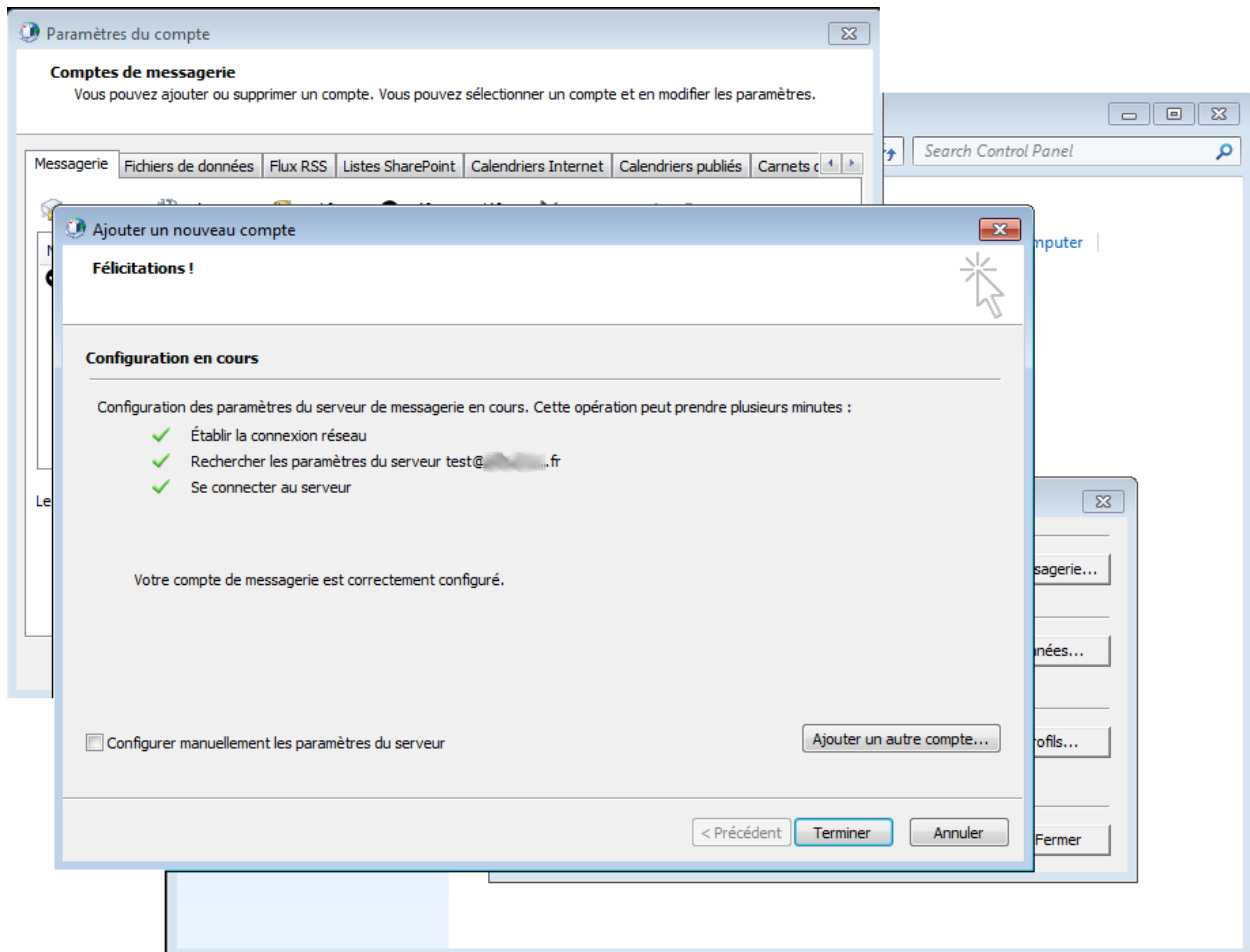 Paramètres du compte
Comptes de messagerie
Vous pouvez ajouter ou supprimer un compte. Vous pouvez sélectionner un compte et en modifier les paramètres.
Messagerie Fichiers de données Flux RSS Listes SharePoint Calendriers Internet Calendriers publiés Carnets
Search Control Panel
Ajouter un nouveau compte
mputer
Félicitations !
Configuration en cours
Configuration des paramètres du serveur de messagerie en cours. Cette opération peut prendre plusieurs minutes :
Établir la connexion réseau
Rechercher les paramètres du serveur test@ .fr
Se connecter au serveur
Le
Votre compte de messagerie est correctement configuré.
sagerie...
nées...
Configurer manuellement les paramètres du serveur
Ajouter un autre compte...
ofils...
< Précédent Terminer Annuler
Fermer